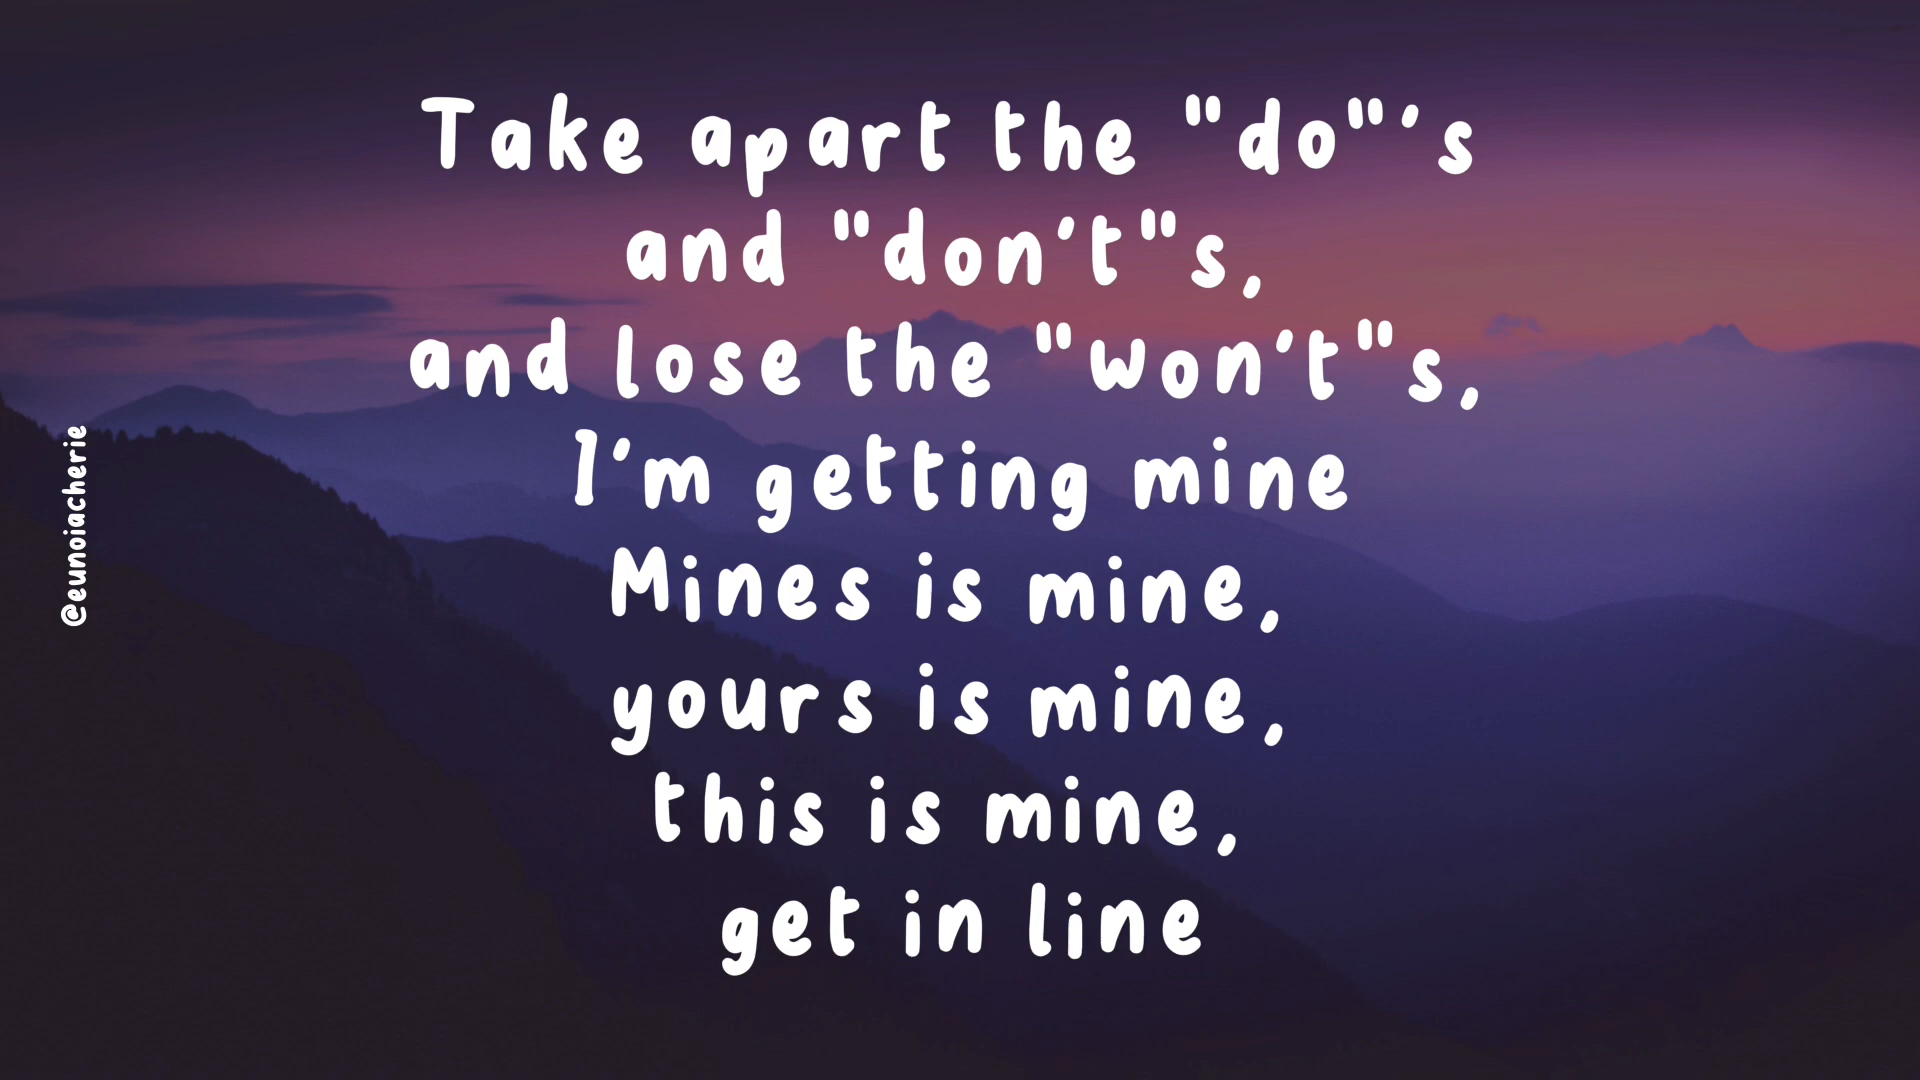 Take apart the "do"'s
and "don't"s,
and lose the "won't"s,
I'm getting mine
Mines is mine,
yours is mine,
this is mine,
get in line
@eunoiacherie